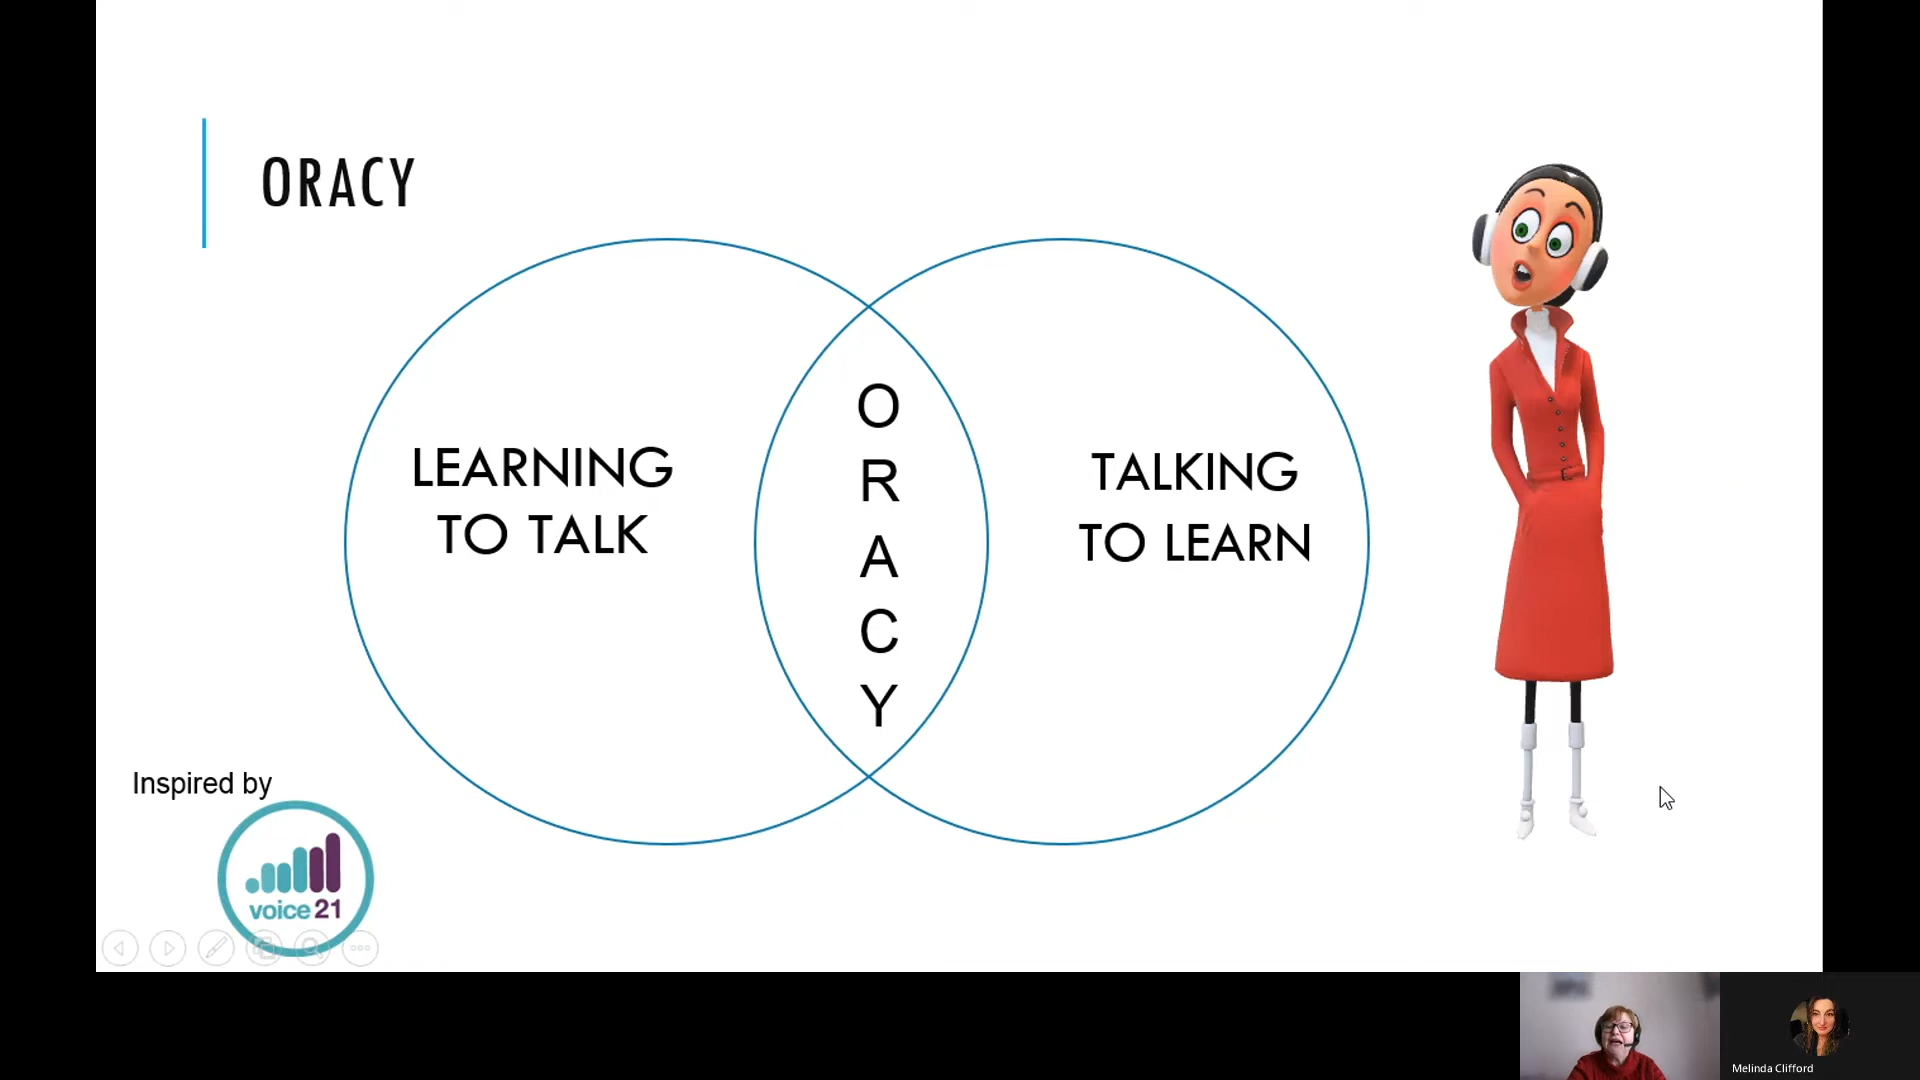 ORACY
LEARNING
TO TALK
O
R
A
C
Y
TALKING
TO LEARN
Inspired by
voice 21
Melinda Clifford